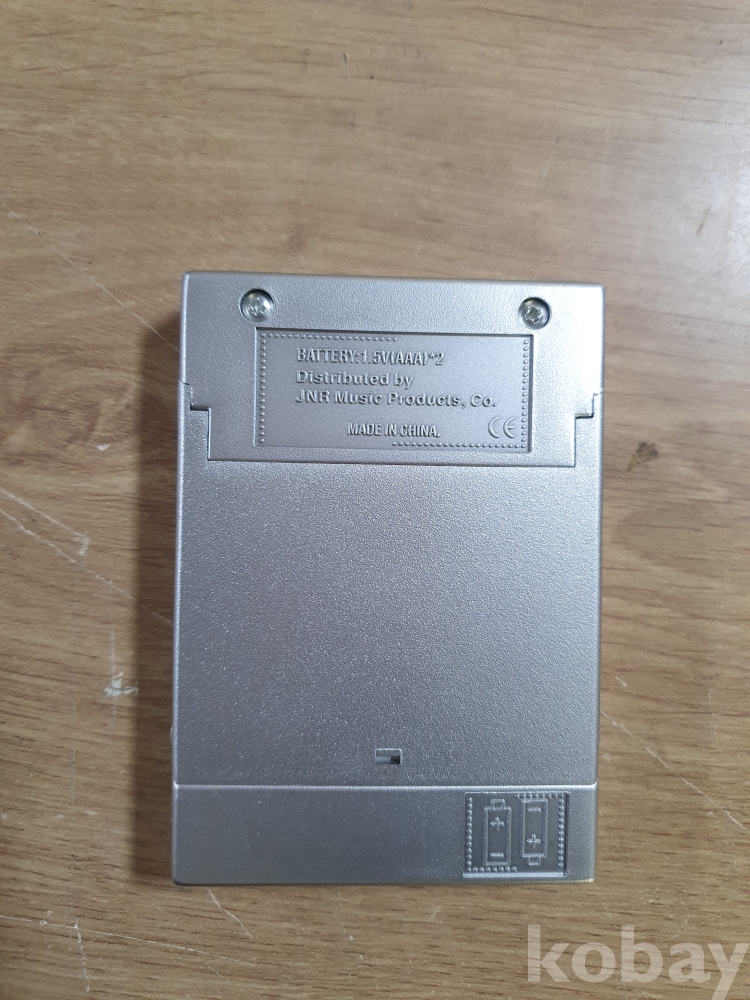 BATTERY:1.5V(AAA)*2
Distributed by
JNR Music Products, Co.
MADE IN CHINA,
CE
+
-
-
+
kobay